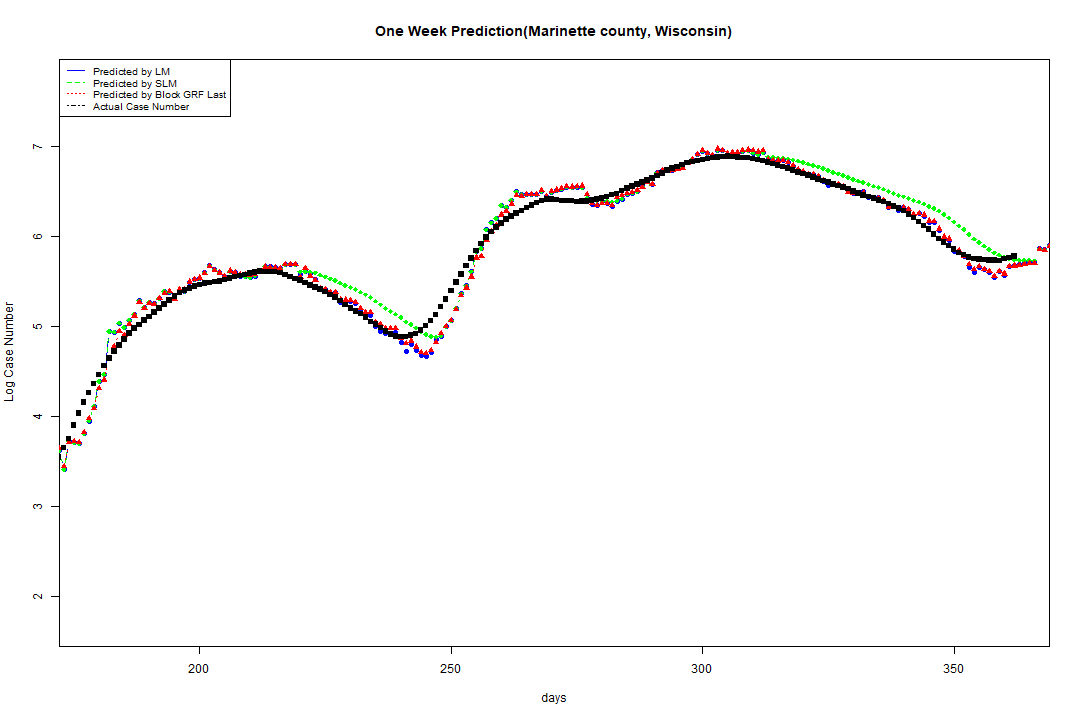 One Week Prediction(Marinette county, Wisconsin)
Predicted by LM
Predicted by SLM
Predicted by Block GRF Last
Actual Case Number
7
6
5
4
3
2
Log Case Number
200 250 300 350
days